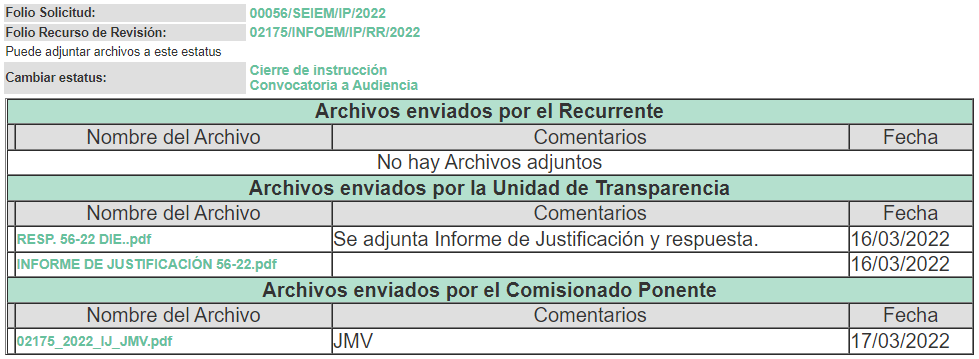 Folio Solicitud: 00056/SEIEM/IP/2022
Folio Recurso de Revisión: 02175/INFOEM/IP/RR/2022
Puede adjuntar archivos a este estatus
Cambiar estatus: Cierre de instrucción
Convocatoria a Audiencia
Archivos enviados por el Recurrente
Nombre del Archivo Comentarios Fecha
No hay Archivos adjuntos
Archivos enviados por la Unidad de Transparencia
Nombre del Archivo Comentarios Fecha
RESP. 56-22 DIE..pdf Se adjunta Informe de Justificación y respuesta. 16/03/2022
INFORME DE JUSTIFICACIÓN 56-22.pdf 16/03/2022
Archivos enviados por el Comisionado Ponente
Nombre del Archivo Comentarios Fecha
02175_2022_IJ_JMV.pdf JMV 17/03/2022